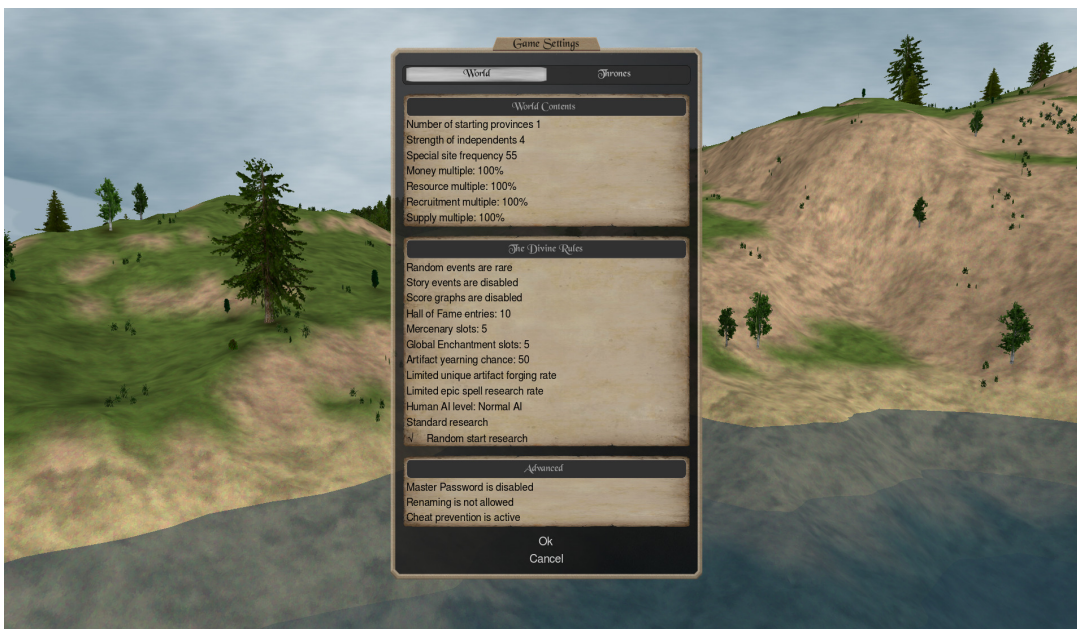 Game Settings
World
Thrones
World Contents
Number of starting provinces 1
Strength of independents 4
Special site frequency 55
Money multiple: 100%
Resource multiple: 100%
Recruitment multiple: 100%
Supply multiple: 100%
The Divine Rules
Random events are rare
Story events are disabled
Score graphs are disabled
Hall of Fame entries: 10
Mercenary slots: 5
Global Enchantment slots: 5
Artifact yearning chance: 50
Limited unique artifact forging rate
Limited epic spell research rate
Human AI level: Normal AI
Standard research
√ Random start research
Advanced
Master Password is disabled
Renaming is not allowed
Cheat prevention is active
Ok
Cancel